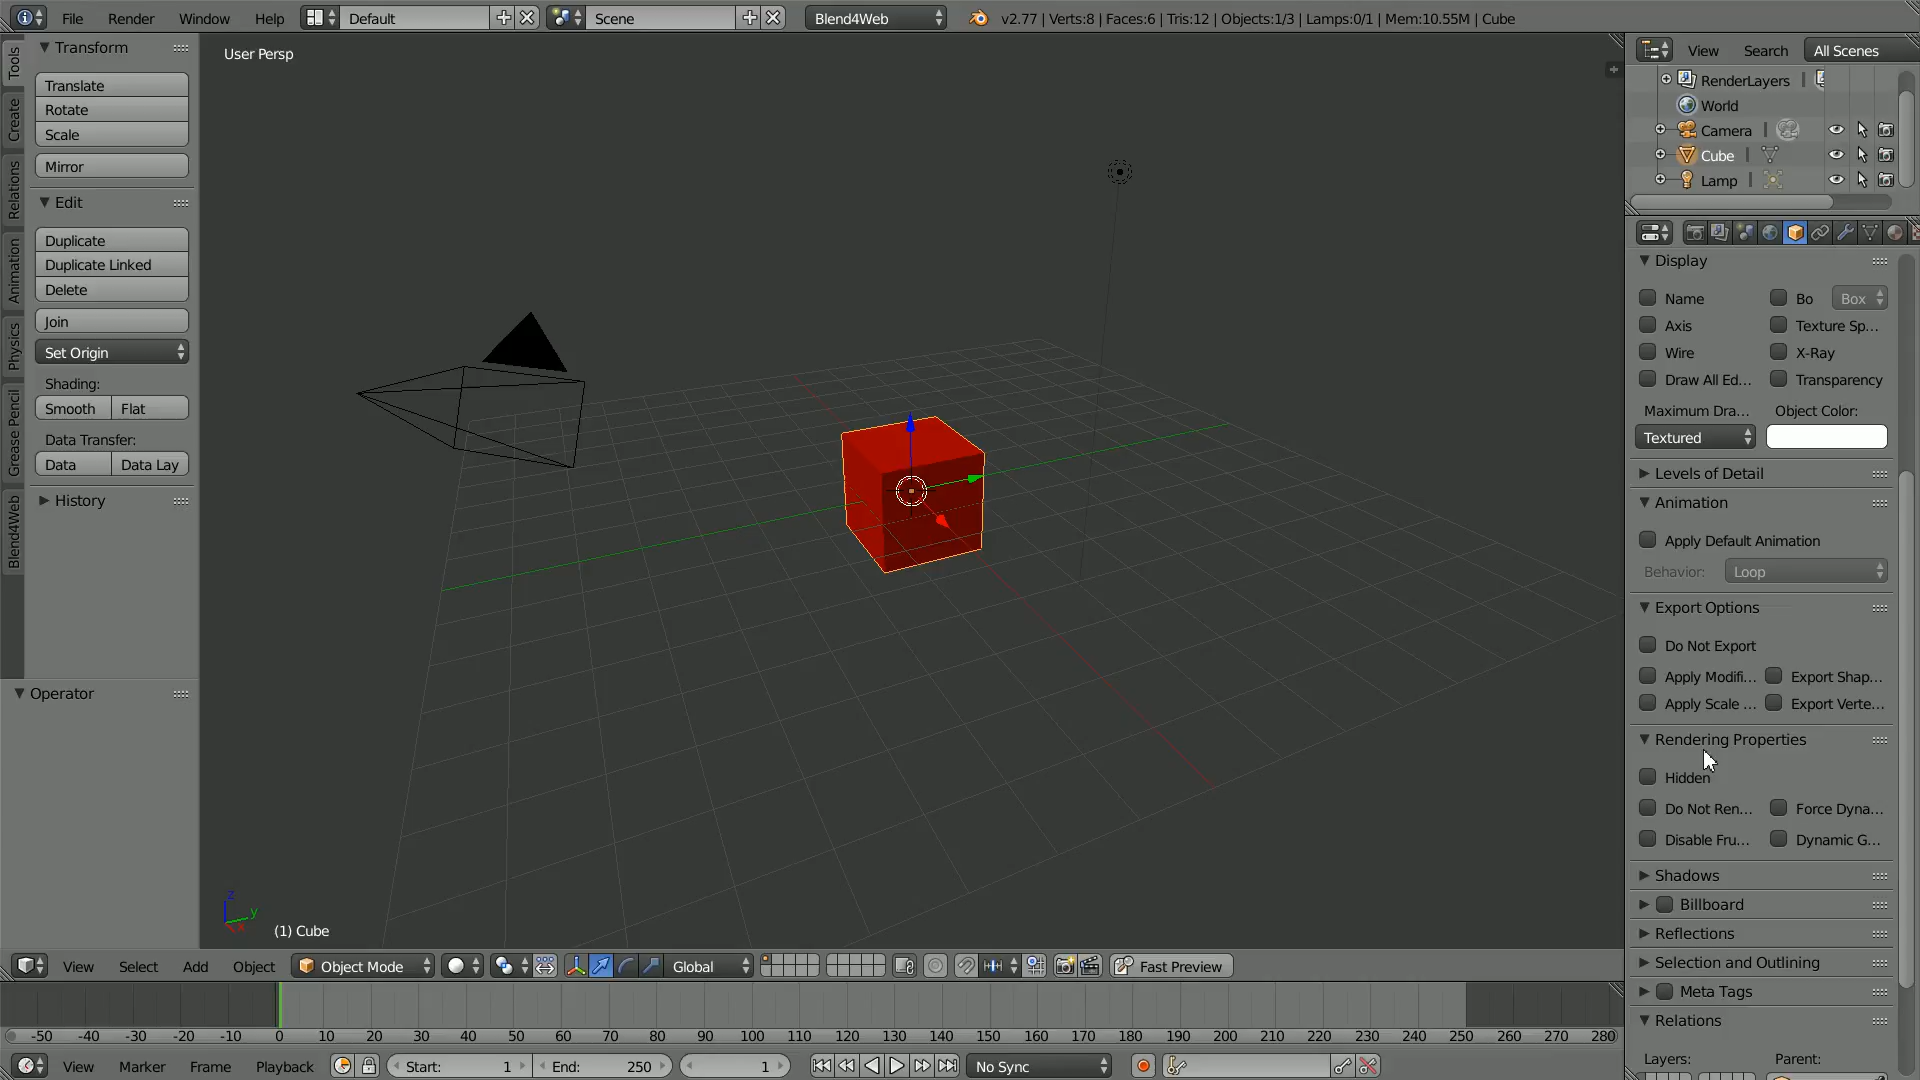 File Render Window Help Default Scene Blend4Web v2.77 | Verts:8 | Faces:6 | Tris:12 | Objects:1/3 | Lamps:0/1 | Mem:10.55M | Cube
Tools
Create
Relations
Animation
Physics
Grease Pencil
Blend4Web
Transform
Translate
Rotate
Scale
Mirror
Edit
Duplicate
Duplicate Linked
Delete
Join
Set Origin
Shading:
Smooth Flat
Data Transfer:
Data Data Lay
History
Operator
User Persp
z
y
x
(1) Cube
View Search All Scenes
RenderLayers
World
Camera
Cube
Lamp
Display
Name Bo Box
Axis Texture Sp...
Wire X-Ray
Draw All Ed... Transparency
Maximum Dra... Object Color:
Textured
Levels of Detail
Animation
Apply Default Animation
Behavior: Loop
Export Options
Do Not Export
Apply Modifi... Export Shap...
Apply Scale ... Export Verte...
Rendering Properties
Hidden
Do Not Ren... Force Dyna...
Disable Fru... Dynamic G...
Shadows
Billboard
Reflections
Selection and Outlining
Meta Tags
Relations
Layers: Parent:
View Select Add Object Object Mode Global Fast Preview
-50 -40 -30 -20 -10 0 10 20 30 40 50 60 70 80 90 100 110 120 130 140 150 160 170 180 190 200 210 220 230 240 250 260 270 280
View Marker Frame Playback Start: 1 End: 250 1 No Sync